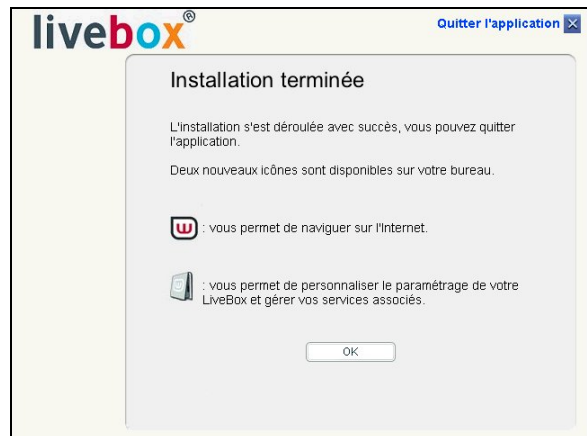 livebox®
Quitter l'application
Installation terminée
L'installation s'est déroulée avec succès, vous pouvez quitter
l'application.
Deux nouveaux icônes sont disponibles sur votre bureau.
w : vous permet de naviguer sur l'Internet.
: vous permet de personnaliser le paramétrage de votre
LiveBox et gérer vos services associés.
OK